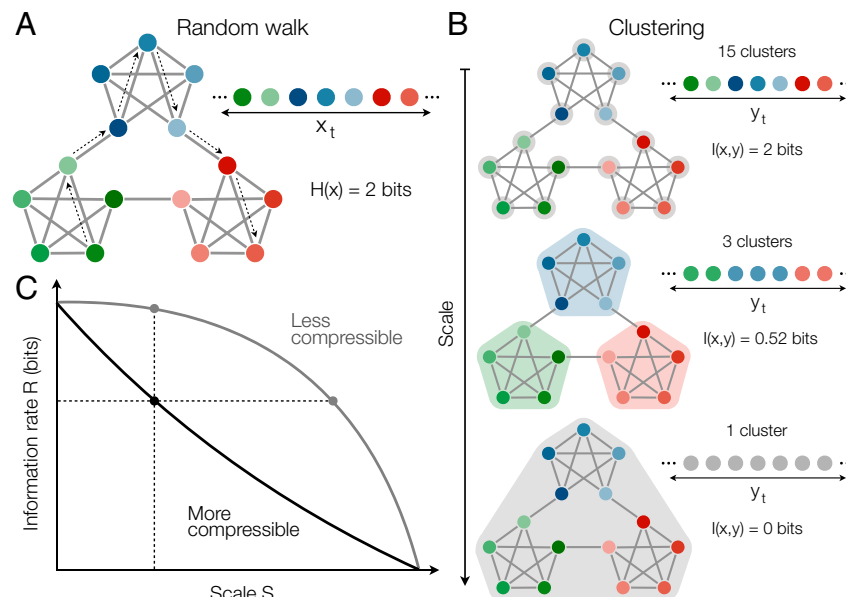 A
Random walk
··· ···
x t
H(x) = 2 bits
B
Clustering
Scale
15 clusters
··· ··
y t
I(x,y) = 2 bits
3 clusters
··· ··
y t
I(x,y) = 0.52 bits
1 cluster
·· ··
y t
I(x,y) = 0 bits
C
Information rate R (bits)
Less
compressible
More
compressible
Scale S